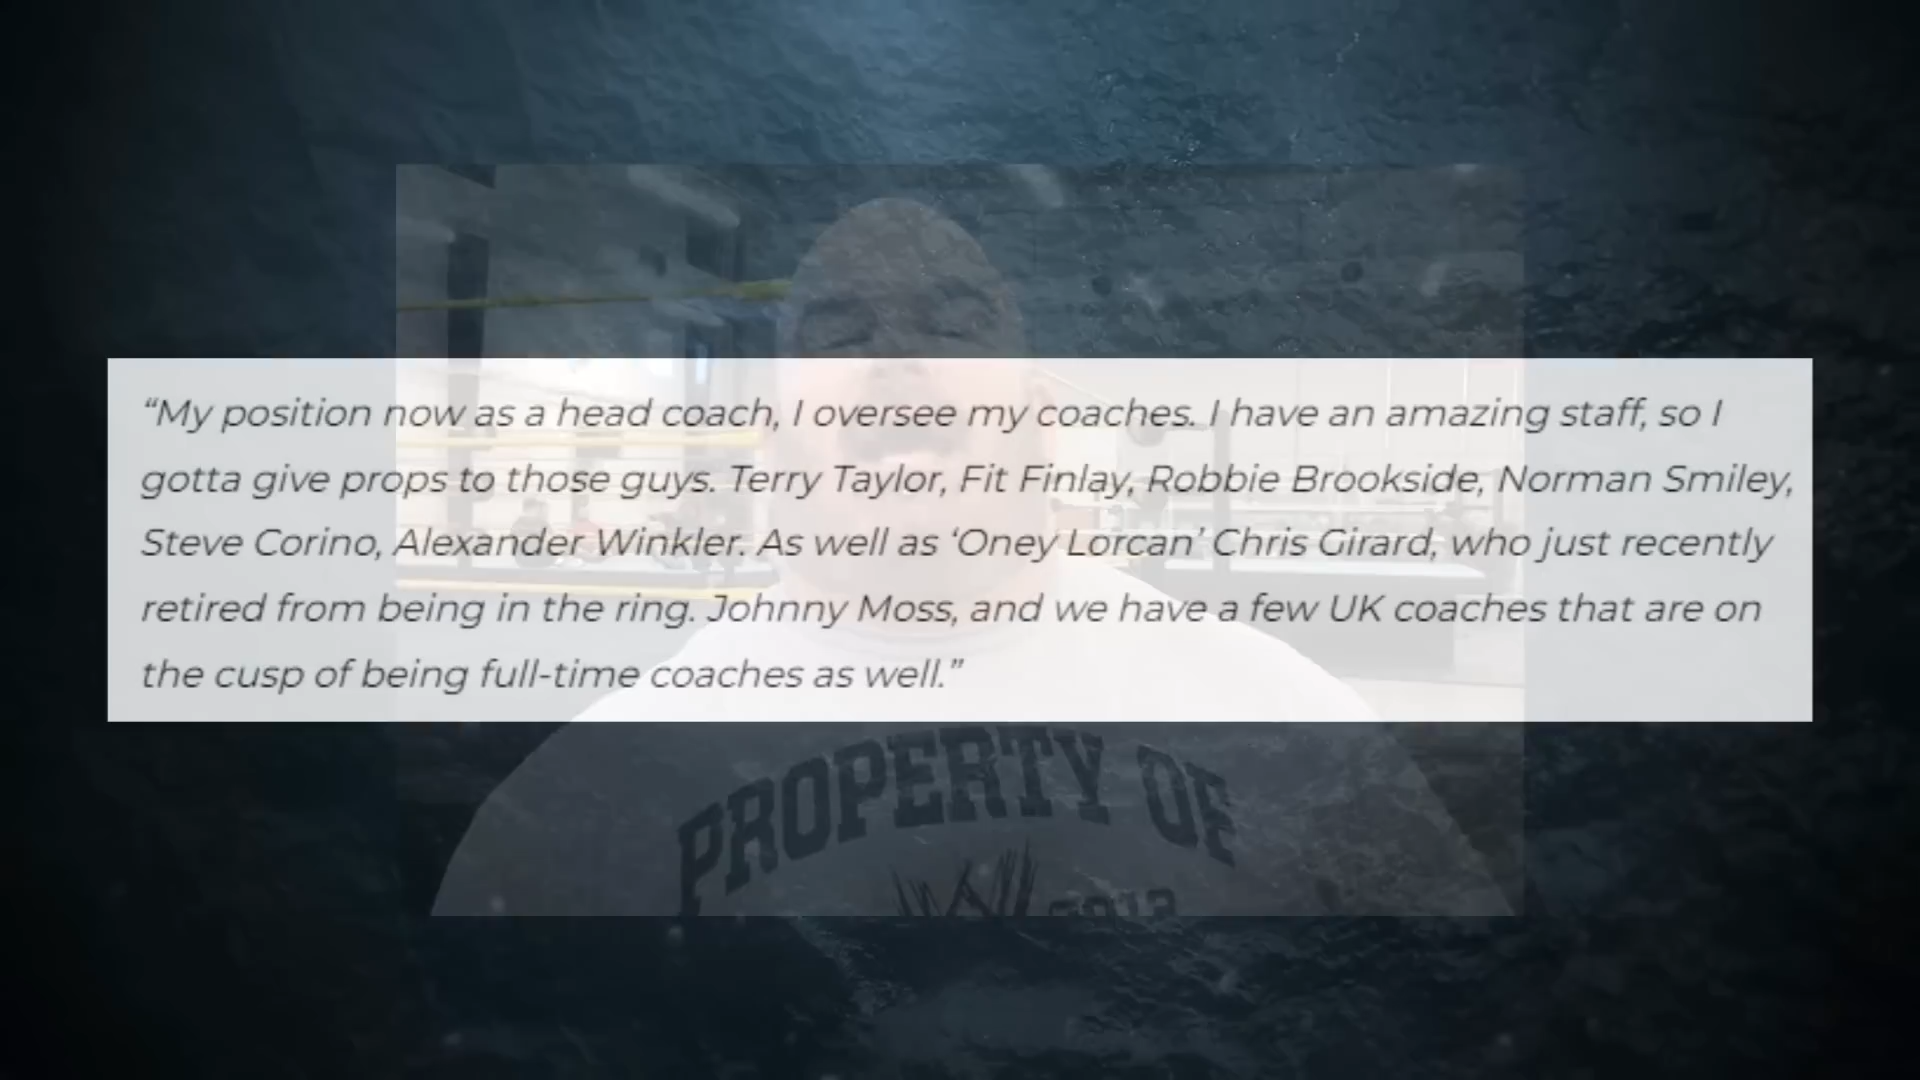 “My position now as a head coach, I oversee my coaches. I have an amazing staff, so I
gotta give props to those guys. Terry Taylor, Fit Finlay, Robbie Brookside, Norman Smiley,
Steve Corino, Alexander Winkler. As well as ‘Oney Lorcan’ Chris Girard, who just recently
retired from being in the ring. Johnny Moss, and we have a few UK coaches that are on
the cusp of being full-time coaches as well.”
PROPERTY OF